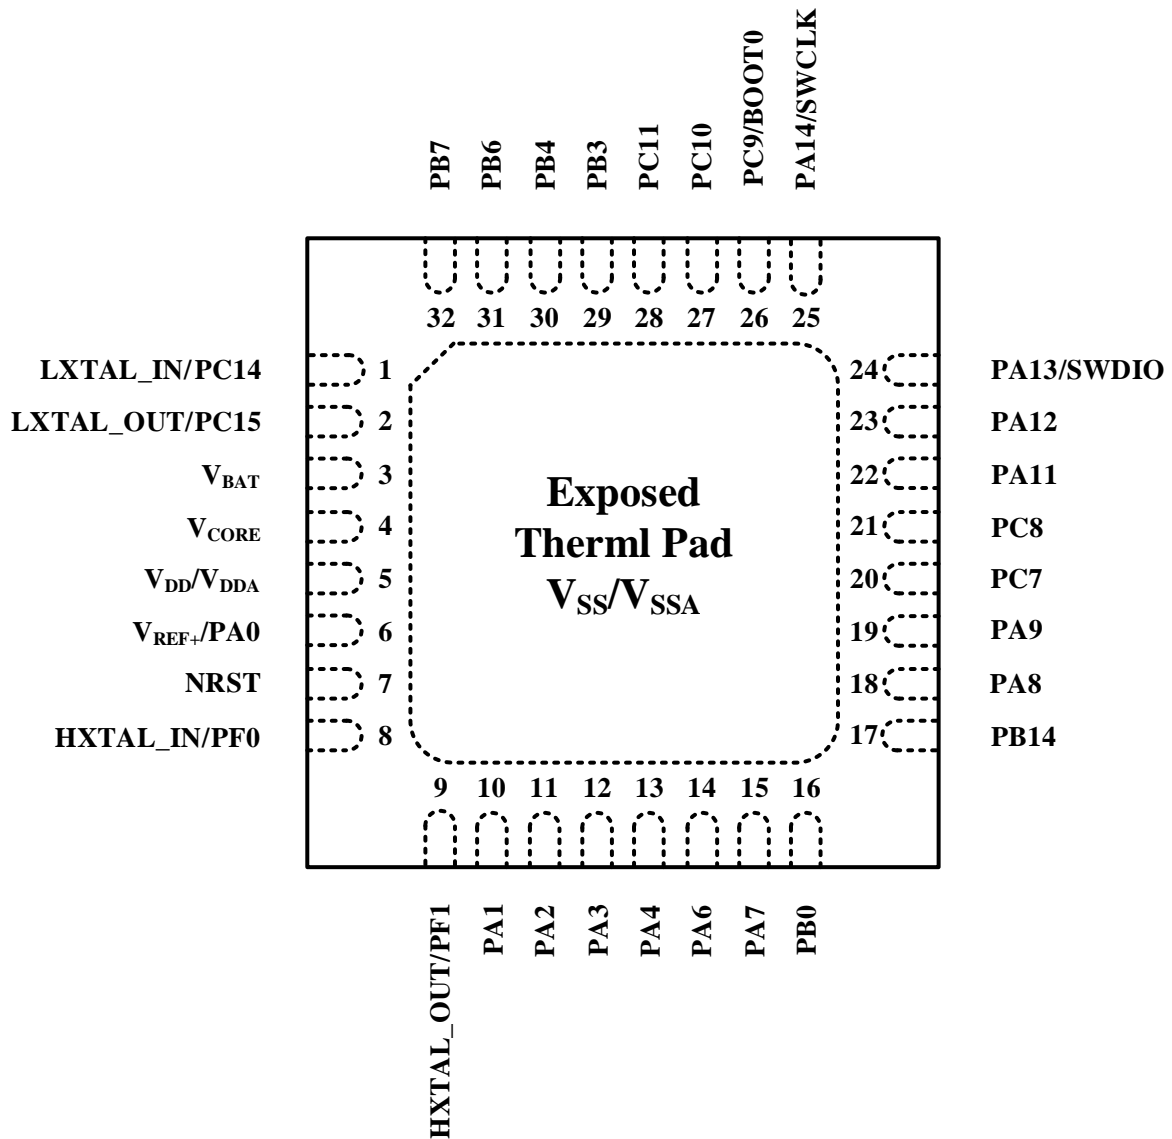 PB7
PB6
PB4
PB3
PC11
PC10
PC9/BOOT0
PA14/SWCLK
32
31
30
29
28
27
26
25
LXTAL_IN/PC14
1
LXTAL_OUT/PC15
2
VBAT
3
VCORE
4
VDD/VDDA
5
VREF+/PA0
6
NRST
7
HXTAL_IN/PF0
8
Exposed
Therml Pad
VSS/VSSA
24
PA13/SWDIO
23
PA12
22
PA11
21
PC8
20
PC7
19
PA9
18
PA8
17
PB14
9
10
11
12
13
14
15
16
HXTAL_OUT/PF1
PA1
PA2
PA3
PA4
PA6
PA7
PB0